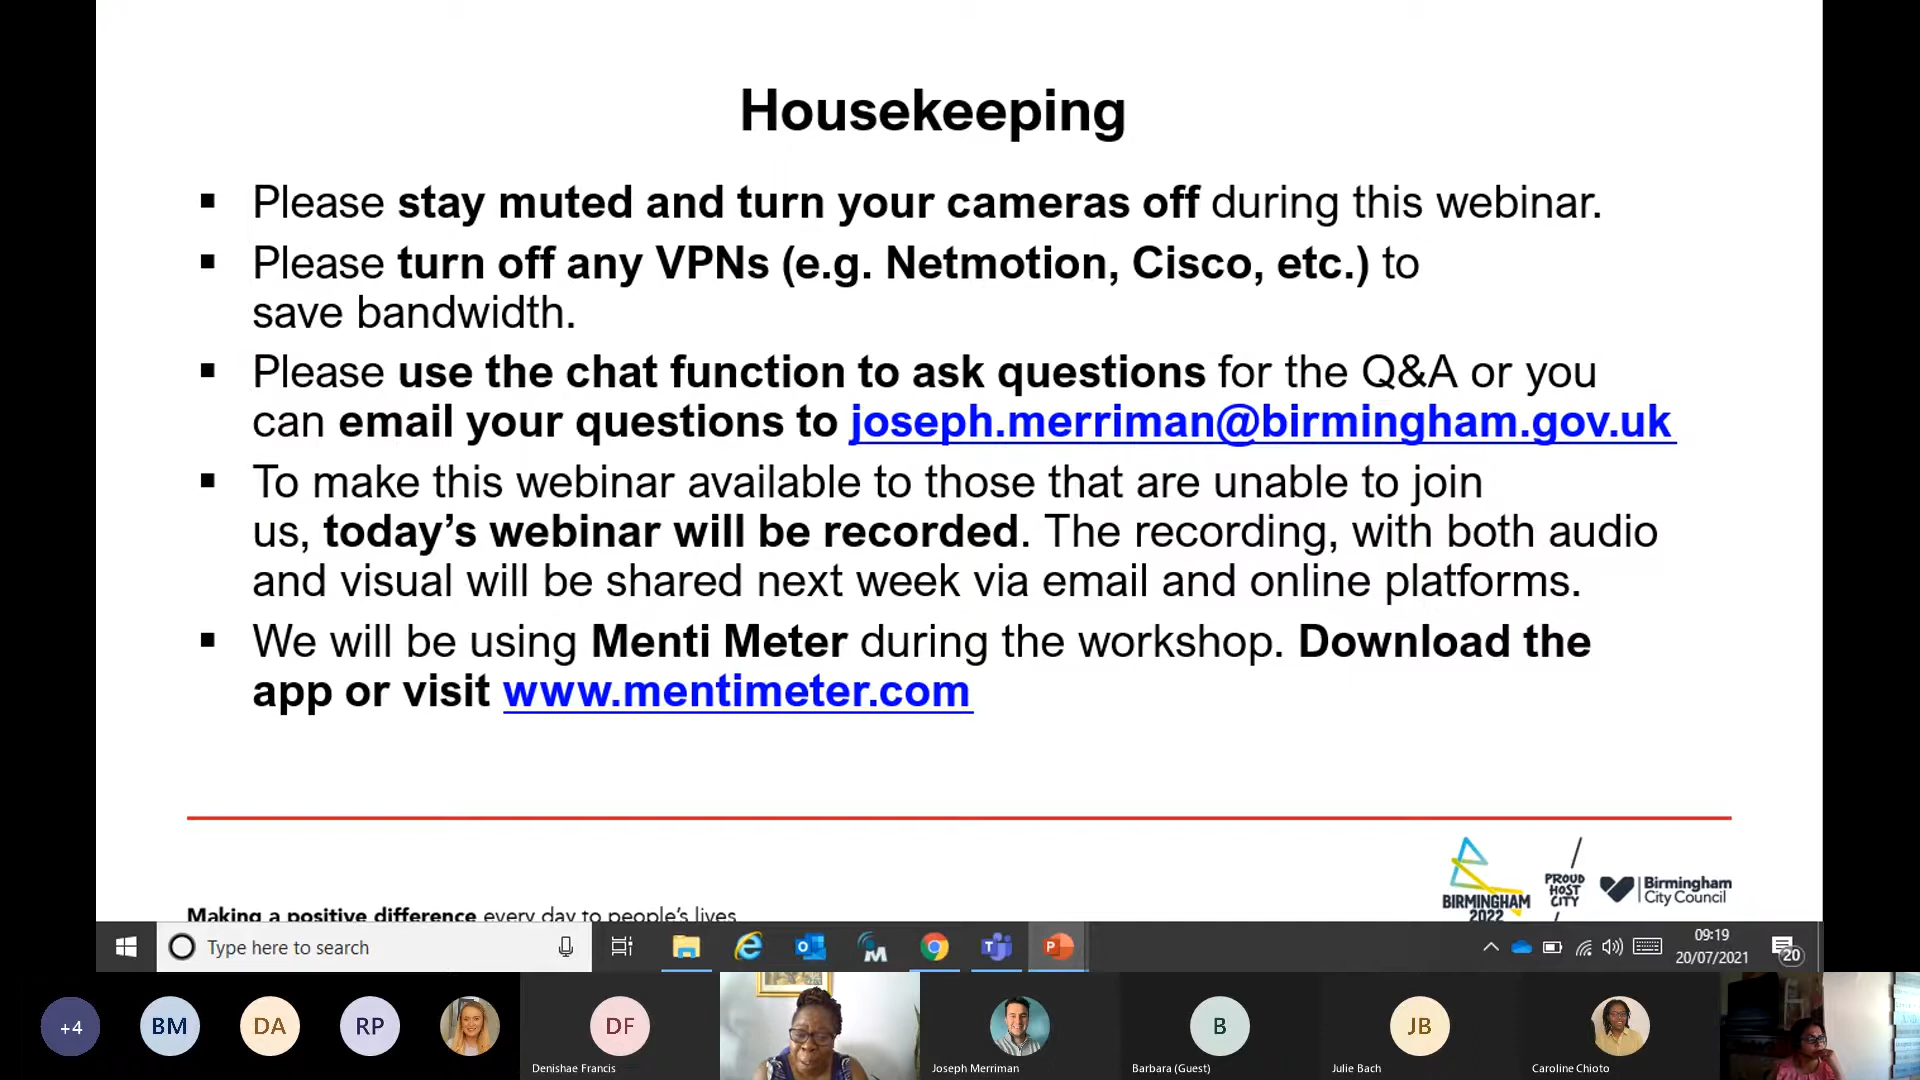 Housekeeping
▪ Please stay muted and turn your cameras off during this webinar.
▪ Please turn off any VPNs (e.g. Netmotion, Cisco, etc.) to
save bandwidth.
▪ Please use the chat function to ask questions for the Q&A or you
can email your questions to joseph.merriman@birmingham.gov.uk
▪ To make this webinar available to those that are unable to join
us, today's webinar will be recorded. The recording, with both audio
and visual will be shared next week via email and online platforms.
▪ We will be using Menti Meter during the workshop. Download the
app or visit www.mentimeter.com
BIRMINGHAM
2022
PROUD
HOST
CITY
Birmingham
City Council
Making a positive difference every day to people's lives
Type here to search
09:19
20/07/2021
20
+4
BM
DA
RP
DF
B
JB
Denishae Francis
Joseph Merriman
Barbara (Guest)
Julie Bach
Caroline Chioto